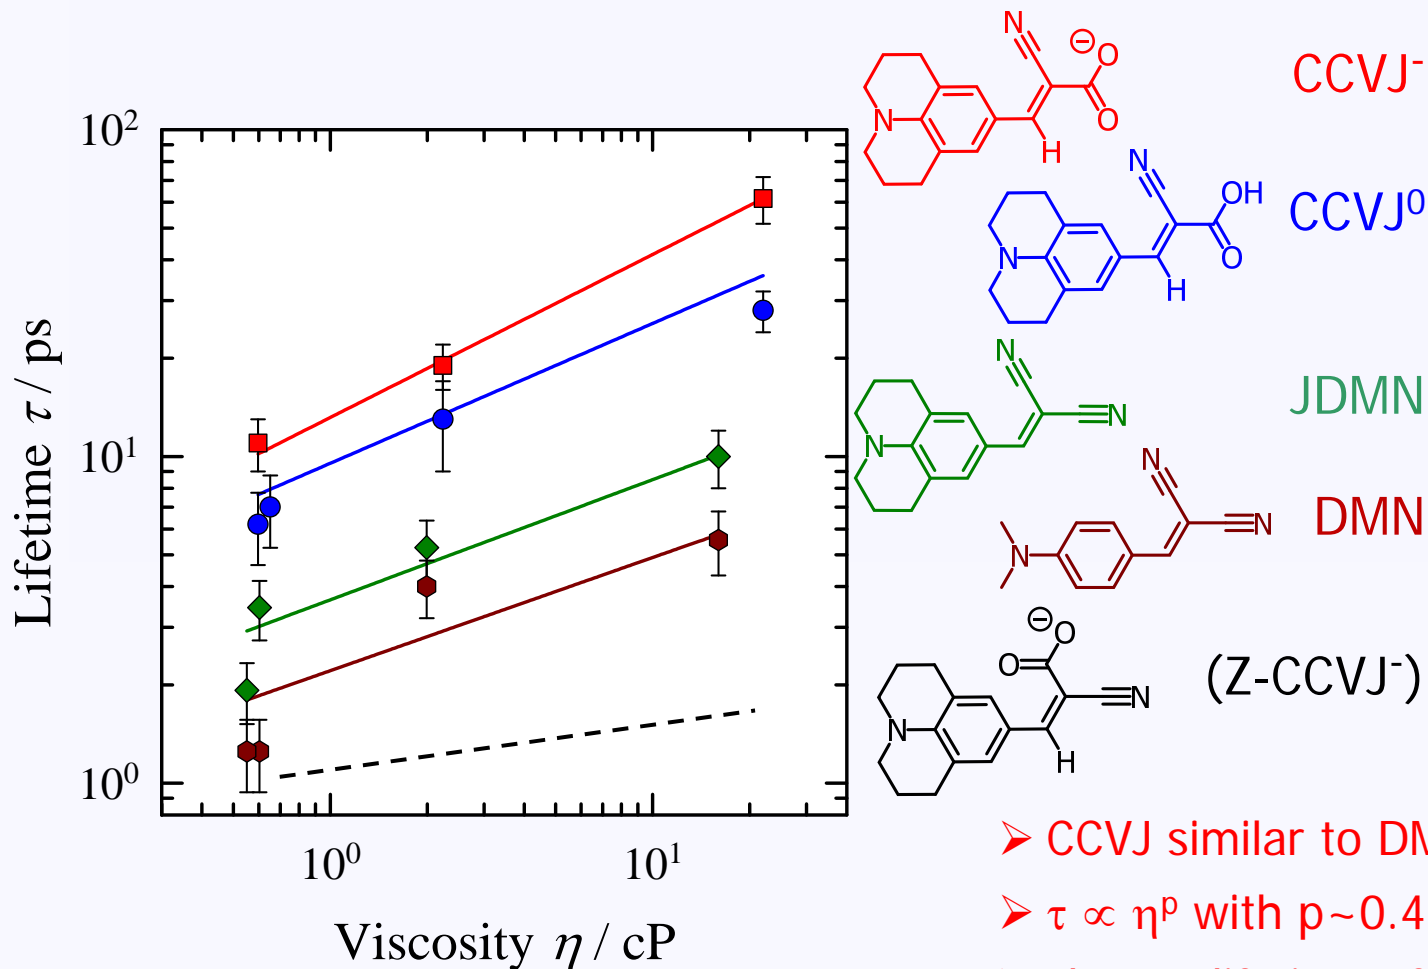 10²
10¹
10⁰
10⁰
10¹
Lifetime τ / ps
Viscosity η / cP
N
N
⊖
O
O
H
CCVJ⁻
N
N
OH
O
H
CCVJ⁰
N
N
N
JDMN
N
N
N
DMN
⊖
O
O
N
N
H
(Z-CCVJ⁻)
➢ CCVJ similar to
➢ τ ∝ ηᵖ with p~0.4